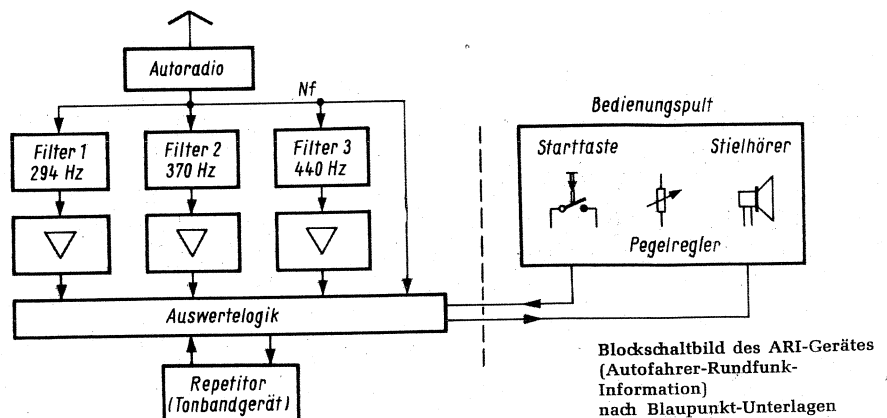 Autoradio
Nf
Filter 1
294 Hz
Filter 2
370 Hz
Filter 3
440 Hz
Auswertelogik
Repetitor
(Tonbandgerät)
Bedienungspult
Starttaste
Stielhörer
Pegelregler
Blockschaltbild des ARI-Gerätes
(Autofahrer-Rundfunk-
Information)
nach Blaupunkt-Unterlagen